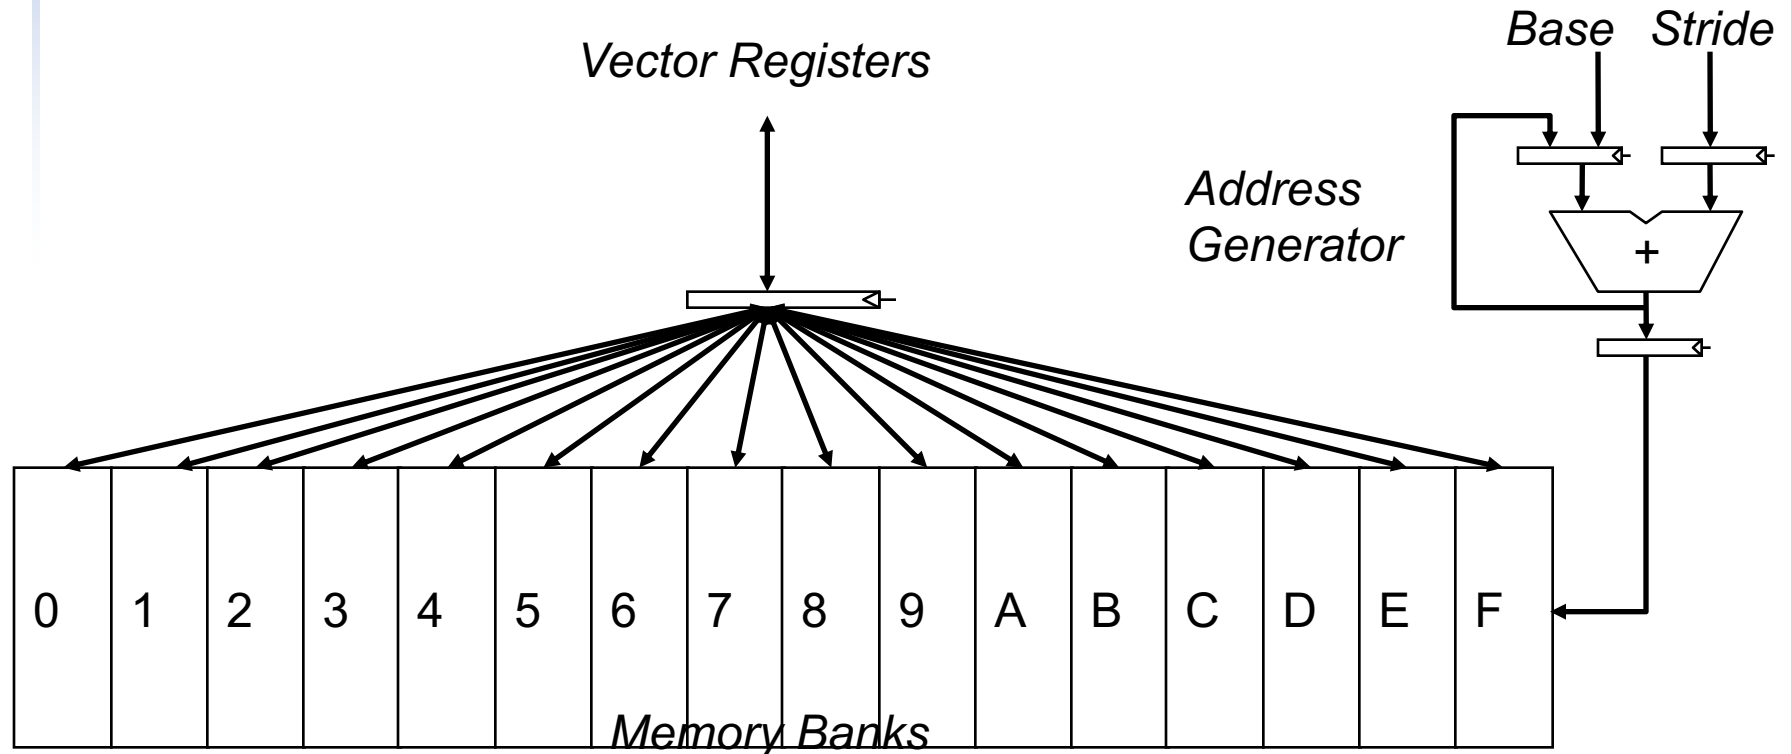 Base Stride
Vector Registers
Address
Generator
+
0 1 2 3 4 5 6 7 8 9 A B C D E F
Memory Banks